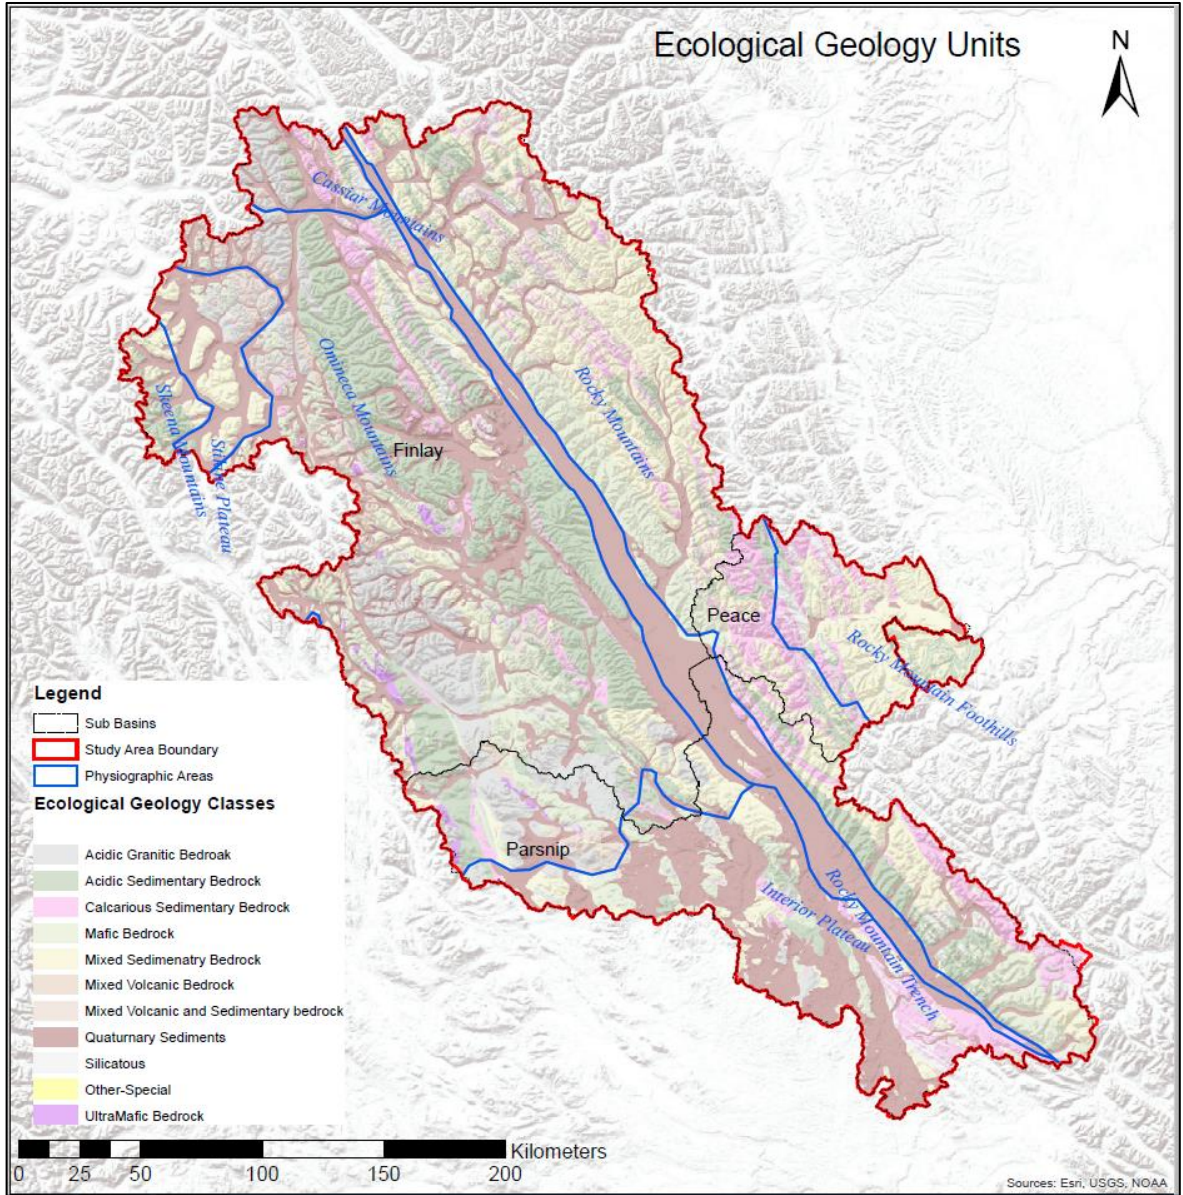 Ecological Geology Units
N
Cassiar Mountains
Omineca Mountains
Rocky Mountains
Skeena Mountains
Stikine Plateau
Finlay
Peace
Rocky Mountain Foothills
Parsnip
Interior Plateau
Rocky Mountain Trench
Legend
Sub Basins
Study Area Boundary
Physiographic Areas
Ecological Geology Classes
Acidic Granitic Bedroak
Acidic Sedimentary Bedrock
Calcarious Sedimentary Bedrock
Mafic Bedrock
Mixed Sedimenatry Bedrock
Mixed Volcanic Bedrock
Mixed Volcanic and Sedimentary bedrock
Quaturnary Sediments
Silicatous
Other-Special
UltraMafic Bedrock
Kilometers
0 25 50 100 150 200
Sources: Esri, USGS, NOAA